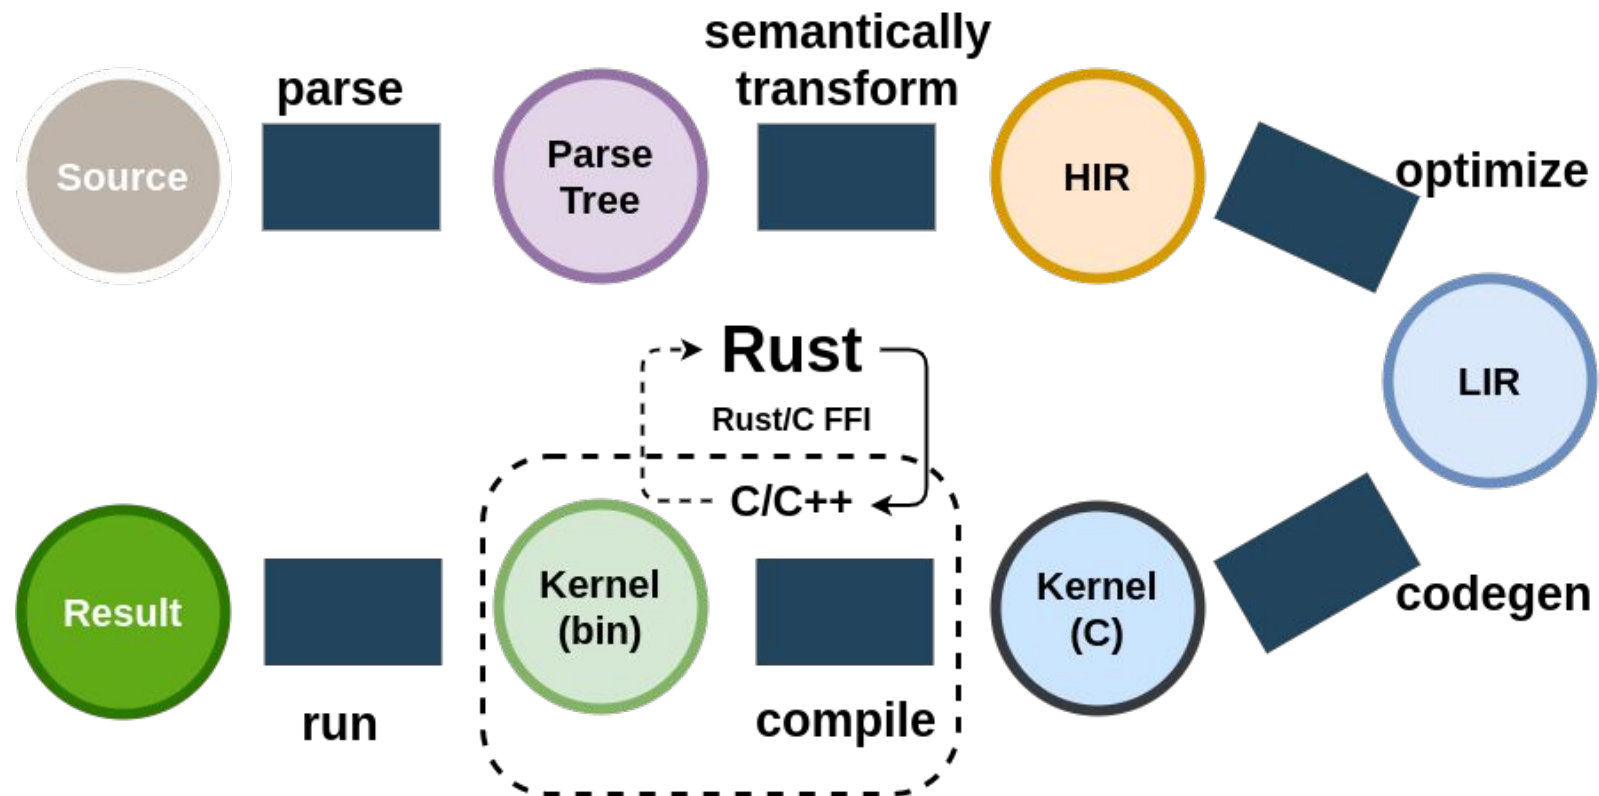 semantically
parse
transform
Source
Parse
Tree
HIR
optimize
Rust
Rust/C FFI
LIR
C/C++
Result
Kernel
(bin)
Kernel
(C)
codegen
run
compile